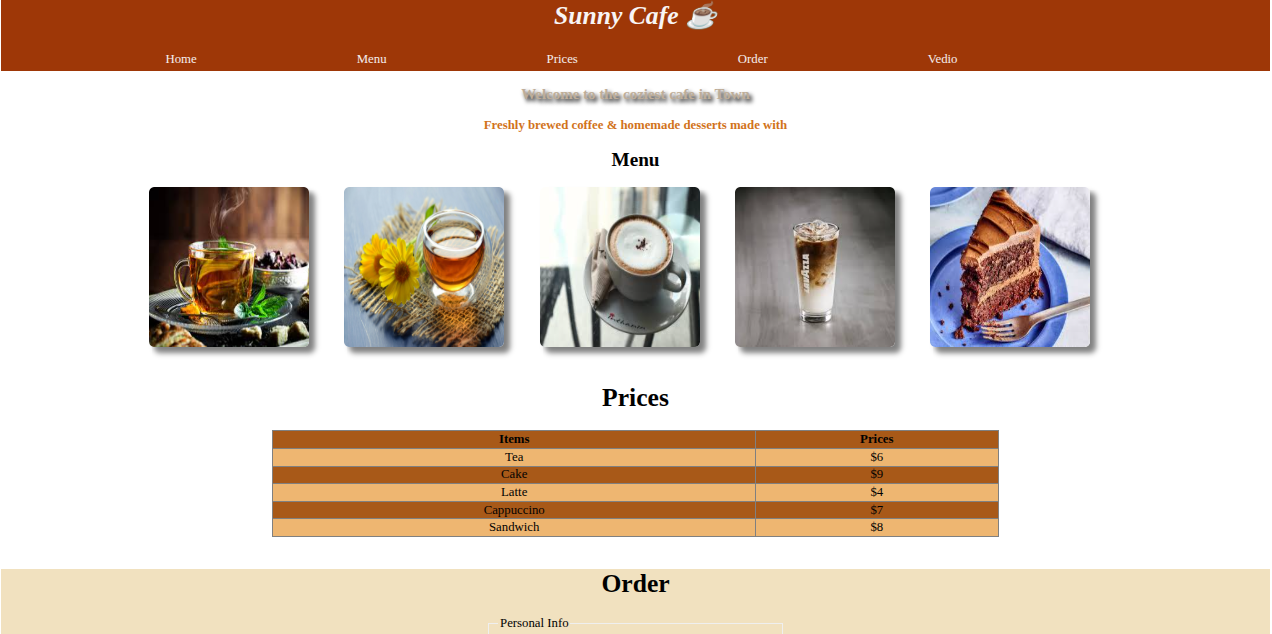 Sunny Cafe ☕
Home Menu Prices Order Vedio
Welcome to the coziest cafe in Town
Freshly brewed coffee & homemade desserts made with
Menu
LAVAZZA
Prices
Items Prices
Tea $6
Cake $9
Latte $4
Cappuccino $7
Sandwich $8
Order
Personal Info